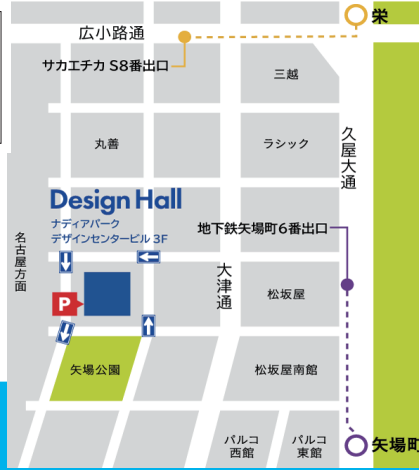 栄
広小路通
サカエチカ S8番出口
三越
丸善
ラシック
久屋大通
Design Hall
ナディアパーク
デザインセンタービル 3F
地下鉄矢場町6番出口
名古屋方面
大津通
松坂屋
P
矢場公園
松坂屋南館
パルコ
西館
パルコ
東館
矢場町